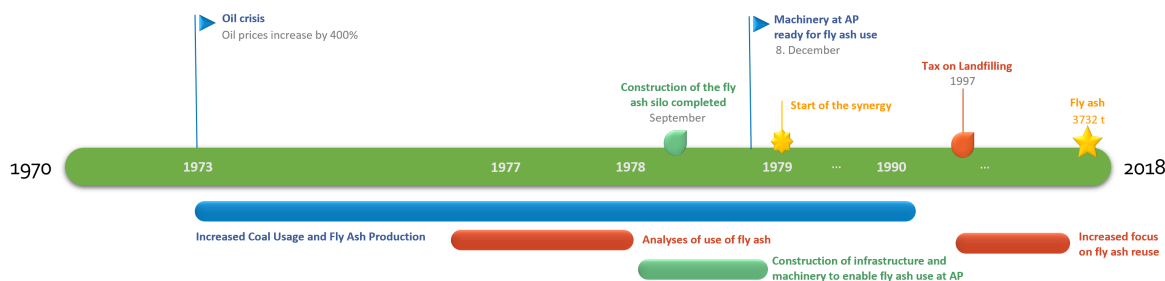 Oil crisis
Oil prices increase by 400%
Machinery at AP
ready for fly ash use
8. December
Construction of the fly
ash silo completed
September
Start of the synergy
Tax on Landfilling
1997
Fly ash
3732 t
1970
1973
1977
1978
1979
...
1990
...
2018
Increased Coal Usage and Fly Ash Production
Analyses of use of fly ash
Construction of infrastructure and
machinery to enable fly ash use at AP
Increased focus
on fly ash reuse